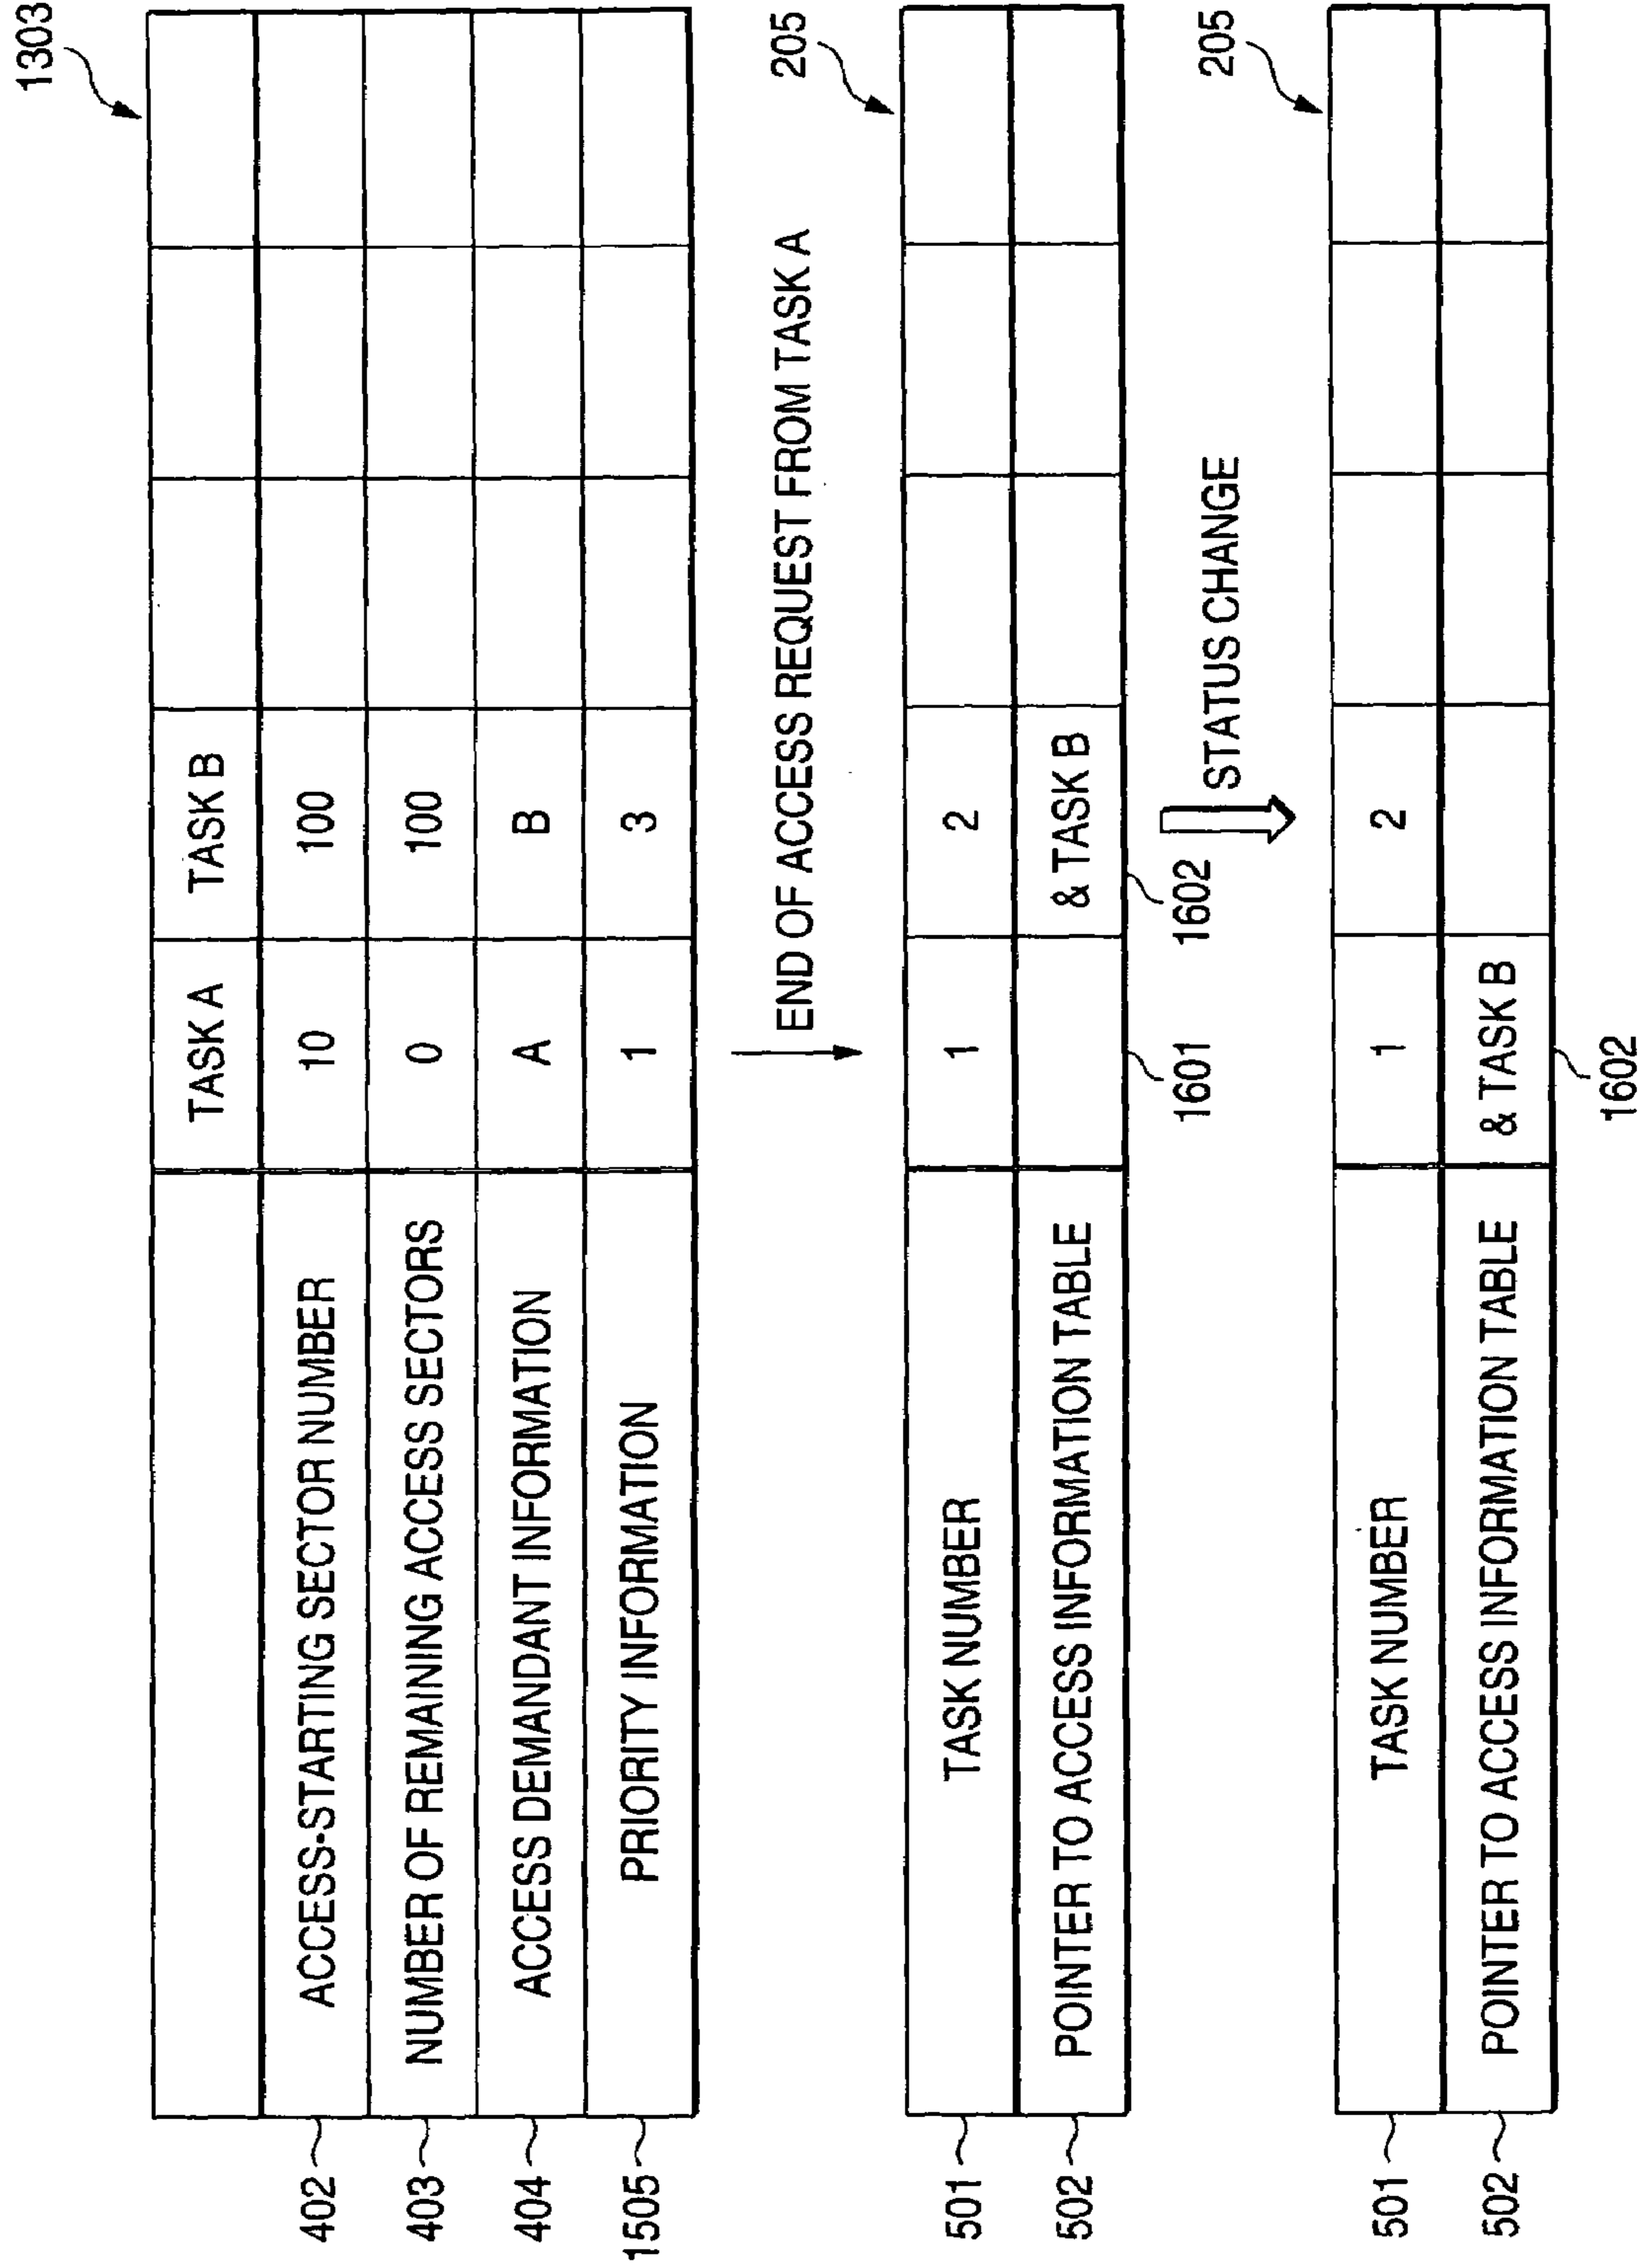 1303
TASK A TASK B
402 ACCESS-STARTING SECTOR NUMBER 10 100
403 NUMBER OF REMAINING ACCESS SECTORS 0 100
404 ACCESS DEMANDANT INFORMATION A B
1505 PRIORITY INFORMATION 1 3
END OF ACCESS REQUEST FROM TASK A
205
501 TASK NUMBER 1 2
502 POINTER TO ACCESS INFORMATION TABLE & TASK B
1601 1602
STATUS CHANGE
205
501 TASK NUMBER 1 2
502 POINTER TO ACCESS INFORMATION TABLE & TASK B
1602